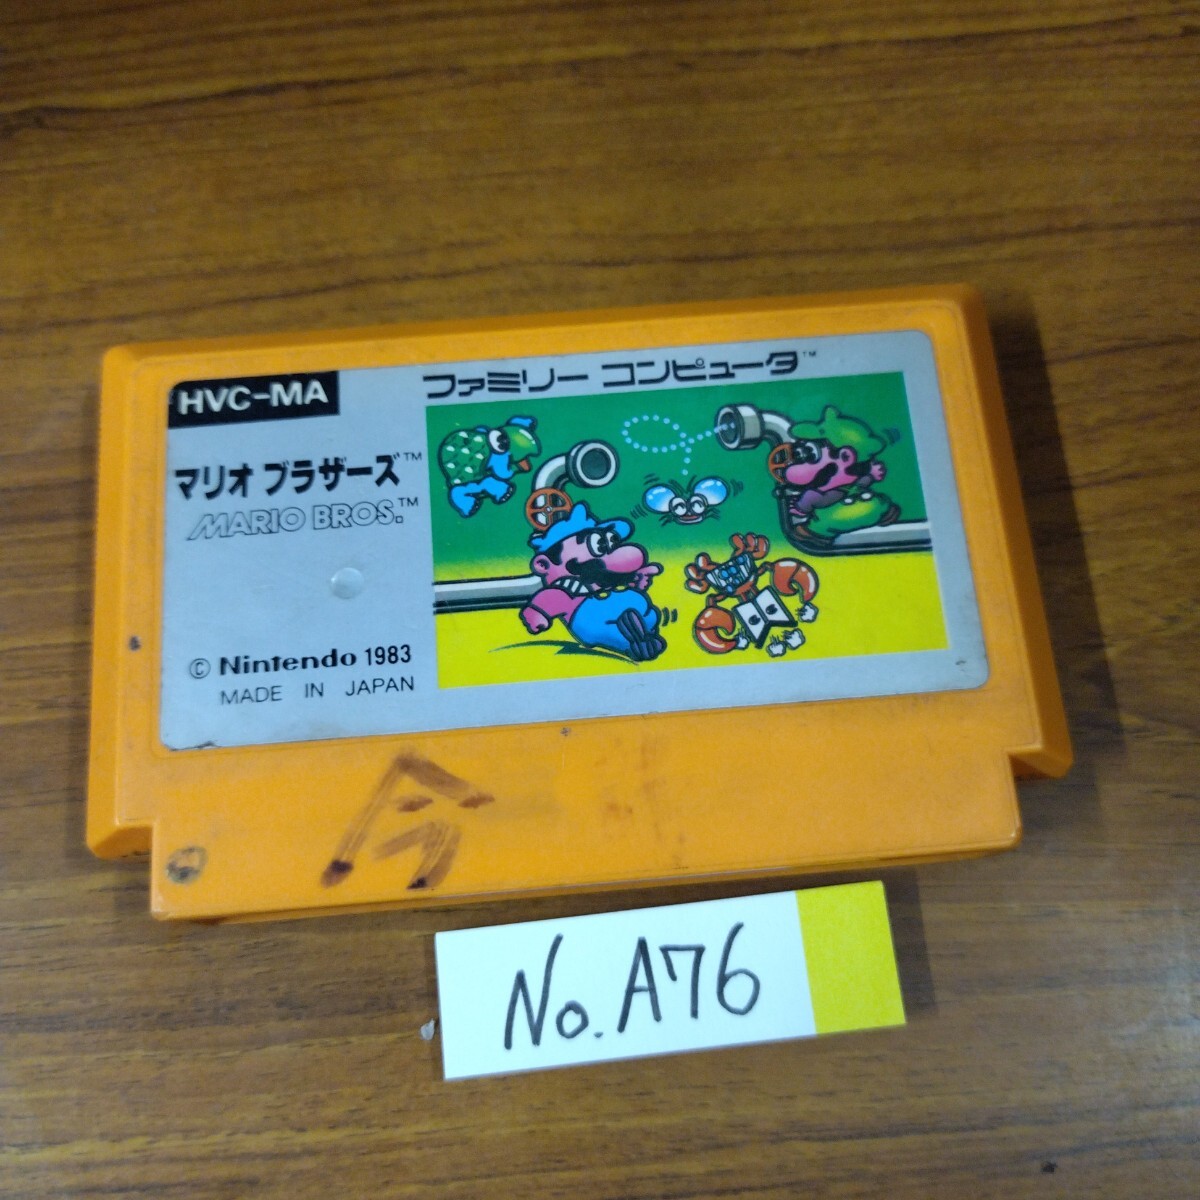 HVC-MA
ファミリー コンピュータ™
マリオ ブラザーズ™
MARIO BROS.™
© Nintendo 1983
MADE IN JAPAN
今
No. A76